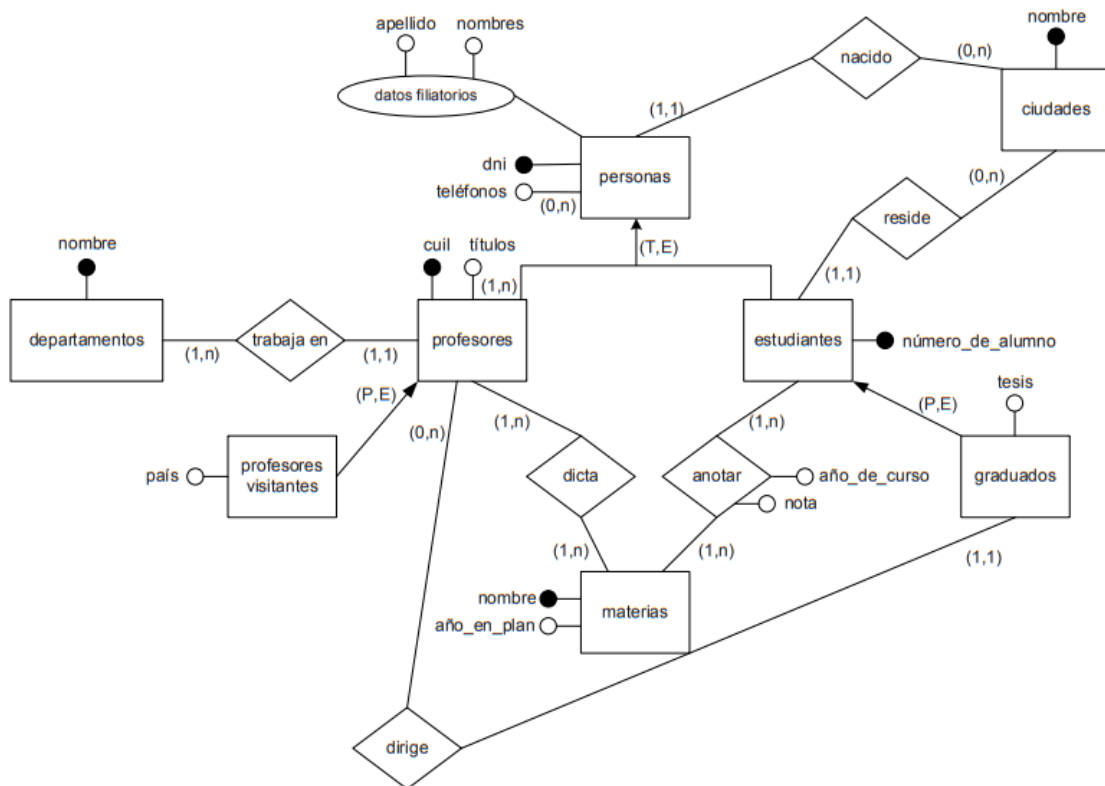 apellido
nombres
datos filiatorios
nombre
nacido
(0,n)
ciudades
(1,1)
dni
personas
teléfonos
(0,n)
(0,n)
reside
(T,E)
(1,1)
nombre
cuil
títulos
(1,n)
departamentos
(1,n)
trabaja en
(1,1)
profesores
estudiantes
número_de_alumno
(P,E)
(0,n)
(1,n)
(1,n)
(P,E)
tesis
país
profesores
visitantes
dicta
anotar
año_de_curso
nota
graduados
(1,n)
(1,n)
(1,1)
nombre
año_en_plan
materias
dirige